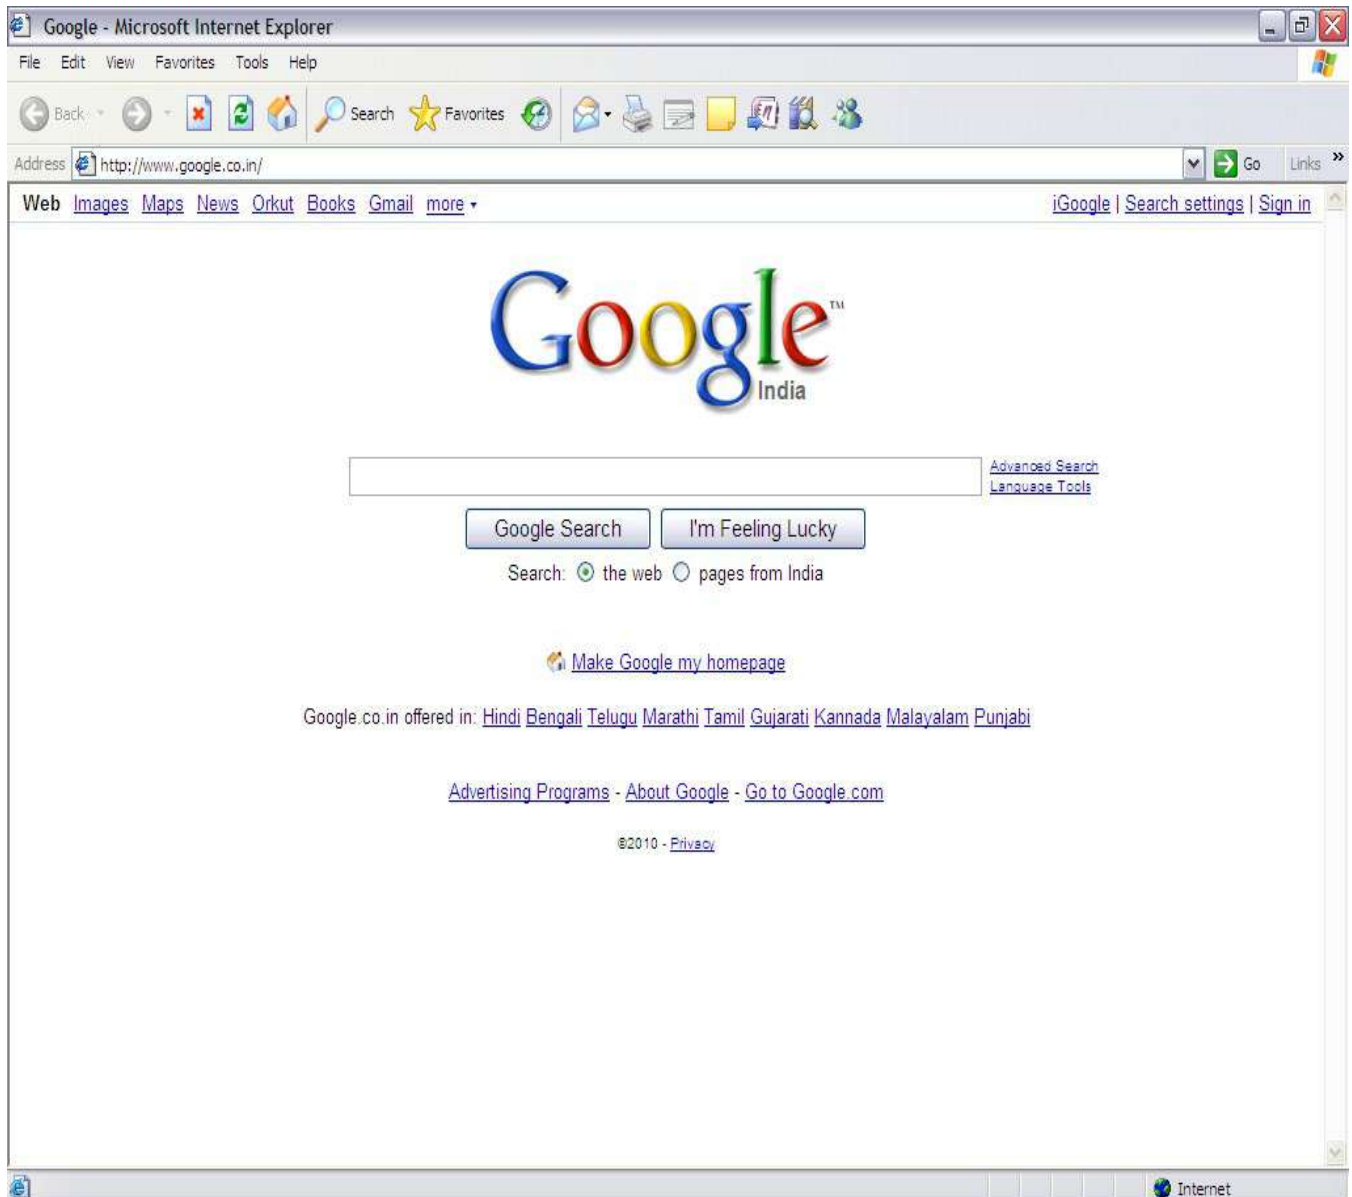 Google - Microsoft Internet Explorer
File Edit View Favorites Tools Help
Back Search Favorites
Address http://www.google.co.in/ Go Links »
Web Images Maps News Orkut Books Gmail more iGoogle | Search settings | Sign in
Google™
India
Advanced Search
Language Tools
Google Search I'm Feeling Lucky
Search: the web pages from India
Make Google my homepage
Google.co.in offered in: Hindi Bengali Telugu Marathi Tamil Gujarati Kannada Malayalam Punjabi
Advertising Programs - About Google - Go to Google.com
©2010 - Privacy
Internet